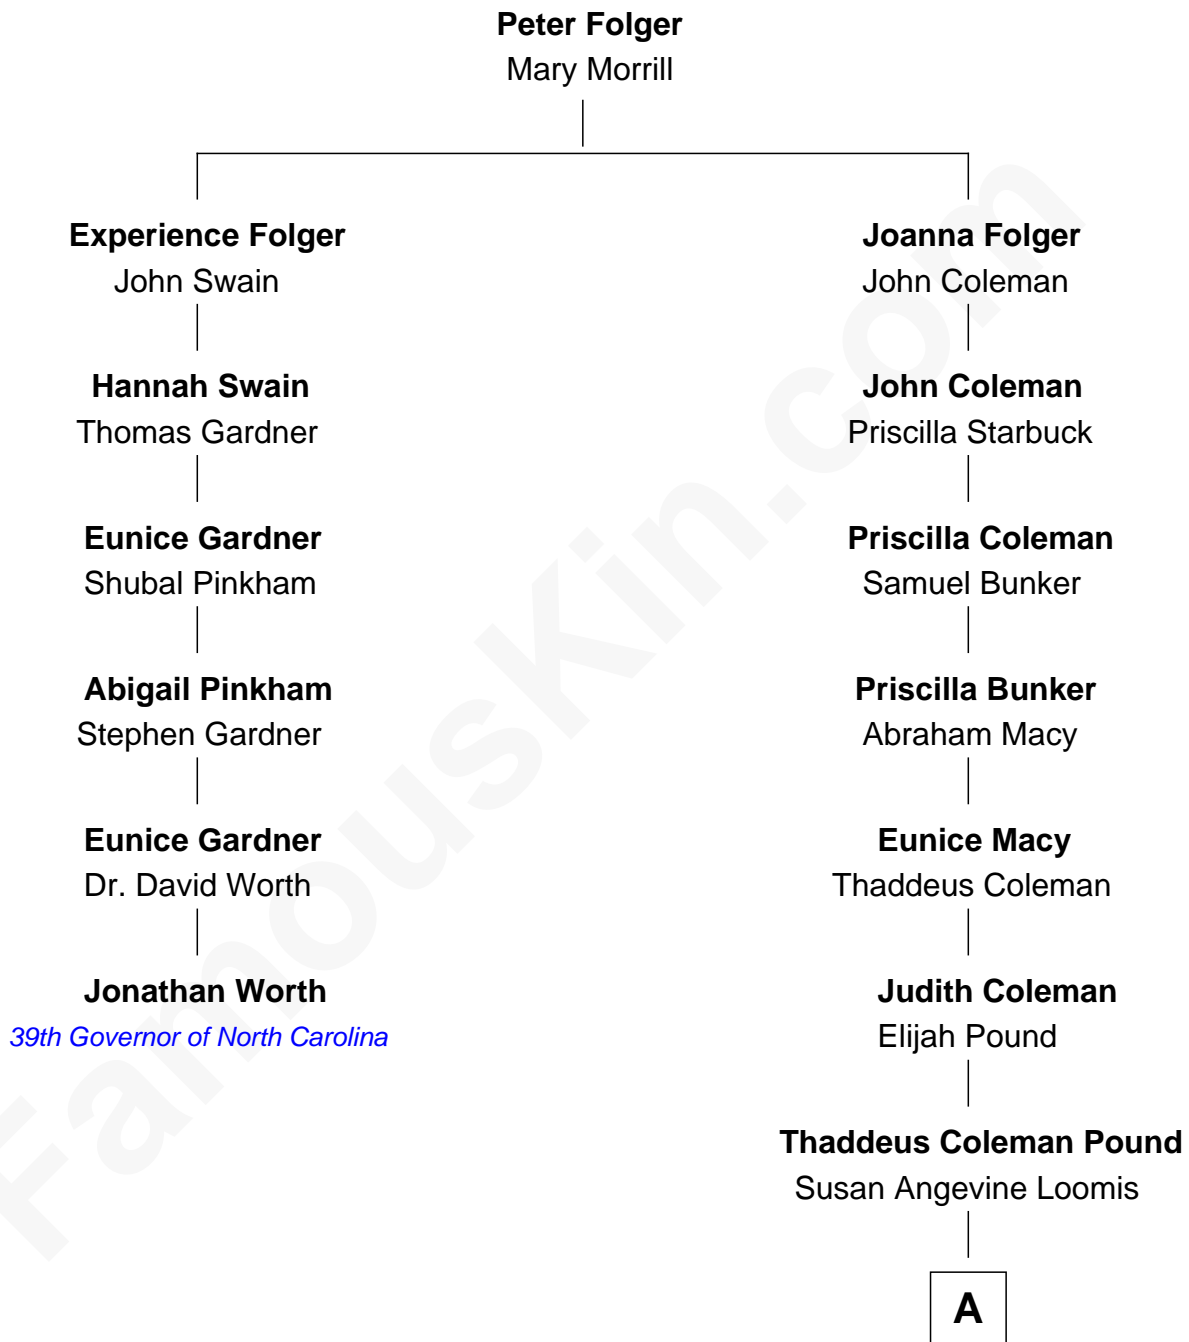 Peter Folger
Mary Morrill
Experience Folger
John Swain
Hannah Swain
Thomas Gardner
Eunice Gardner
Shubal Pinkham
Abigail Pinkham
Stephen Gardner
Eunice Gardner
Dr. David Worth
Jonathan Worth
39th Governor of North Carolina
Joanna Folger
John Coleman
John Coleman
Priscilla Starbuck
Priscilla Coleman
Samuel Bunker
Priscilla Bunker
Abraham Macy
Eunice Macy
Thaddeus Coleman
Judith Coleman
Elijah Pound
Thaddeus Coleman Pound
Susan Angevine Loomis
A
FamousKin.com